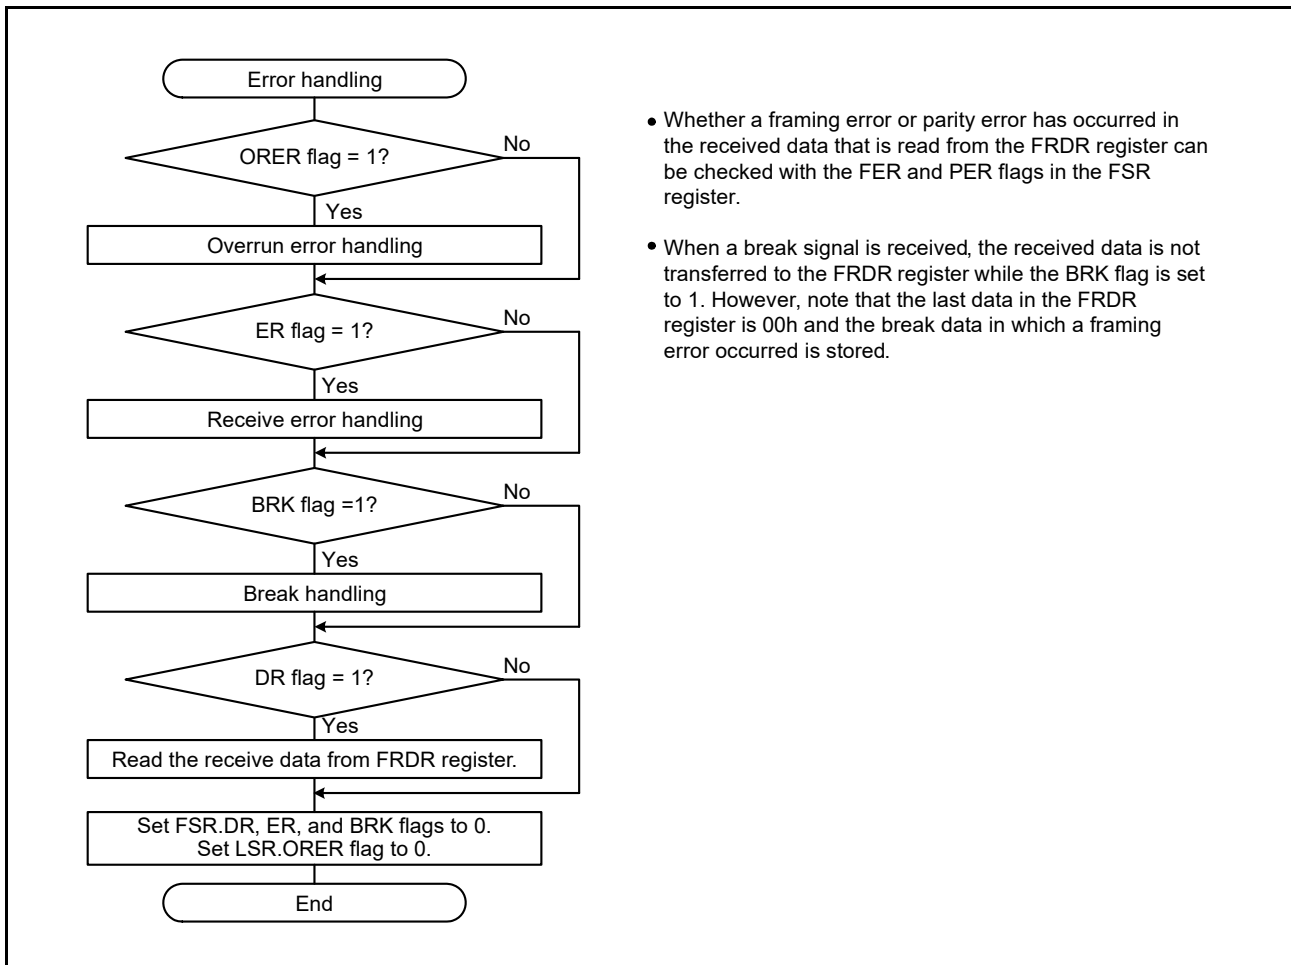 Error handling
ORER flag = 1?
No
Yes
Overrun error handling
ER flag = 1?
No
Yes
Receive error handling
BRK flag =1?
No
Yes
Break handling
DR flag = 1?
No
Yes
Read the receive data from FRDR register.
Set FSR.DR, ER, and BRK flags to 0.
Set LSR.ORER flag to 0.
End
• Whether a framing error or parity error has occurred in
the received data that is read from the FRDR register can
be checked with the FER and PER flags in the FSR
register.
• When a break signal is received, the received data is not
transferred to the FRDR register while the BRK flag is set
to 1. However, note that the last data in the FRDR
register is 00h and the break data in which a framing
error occurred is stored.